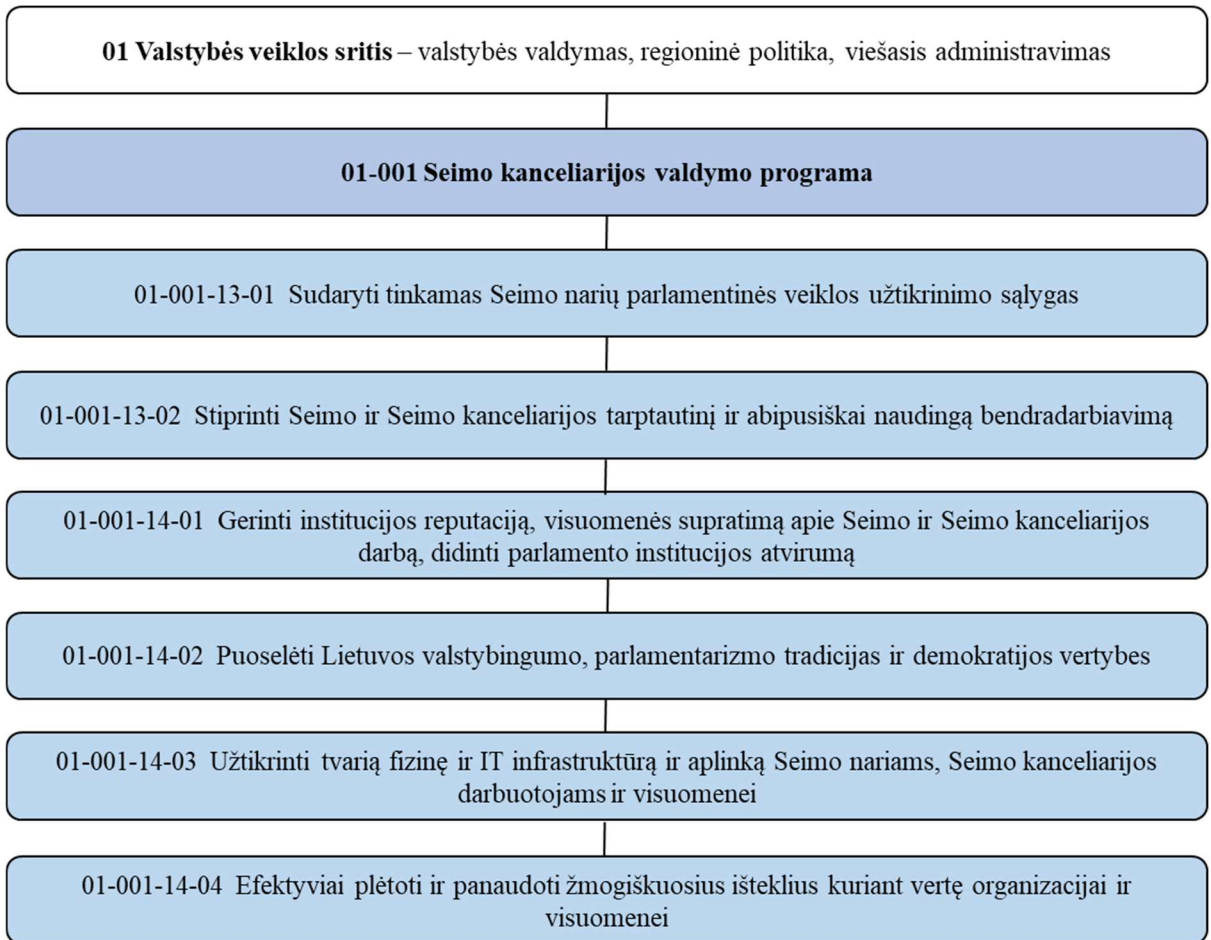 01 Valstybės veiklos sritis – valstybės valdymas, regioninė politika, viešasis administravimas
01-001 Seimo kanceliarijos valdymo programa
01-001-13-01 Sudaryti tinkamas Seimo narių parlamentinės veiklos užtikrinimo sąlygas
01-001-13-02 Stiprinti Seimo ir Seimo kanceliarijos tarptautinį ir abipusiškai naudingą bendradarbiavimą
01-001-14-01 Gerinti institucijos reputaciją, visuomenės supratimą apie Seimo ir Seimo kanceliarijos
darbą, didinti parlamento institucijos atvirumą
01-001-14-02 Puoselėti Lietuvos valstybingumo, parlamentarizmo tradicijas ir demokratijos vertybes
01-001-14-03 Užtikrinti tvarią fizinę ir IT infrastruktūrą ir aplinką Seimo nariams, Seimo kanceliarijos
darbuotojams ir visuomenei
01-001-14-04 Efektyviai plėtoti ir panaudoti žmogiškuosius išteklius kuriant vertę organizacijai ir
visuomenei